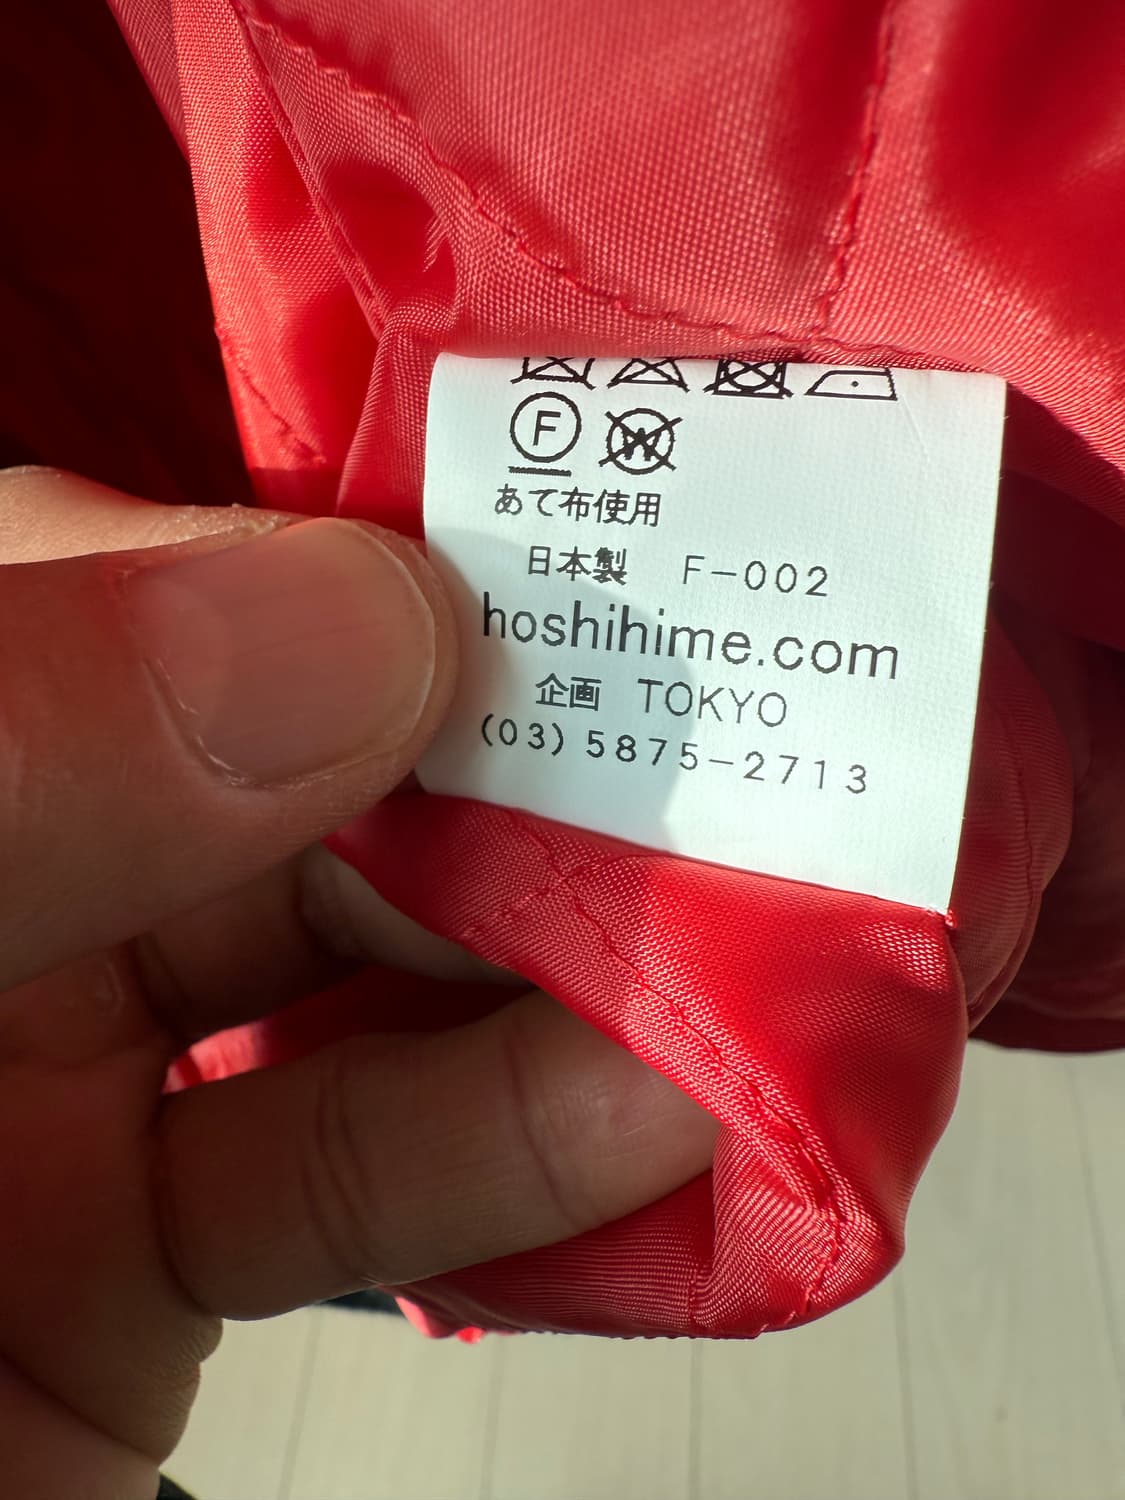 F W
あて布使用
日本製 F-002
hoshihime.com
企画 TOKYO
(03)5875-2713